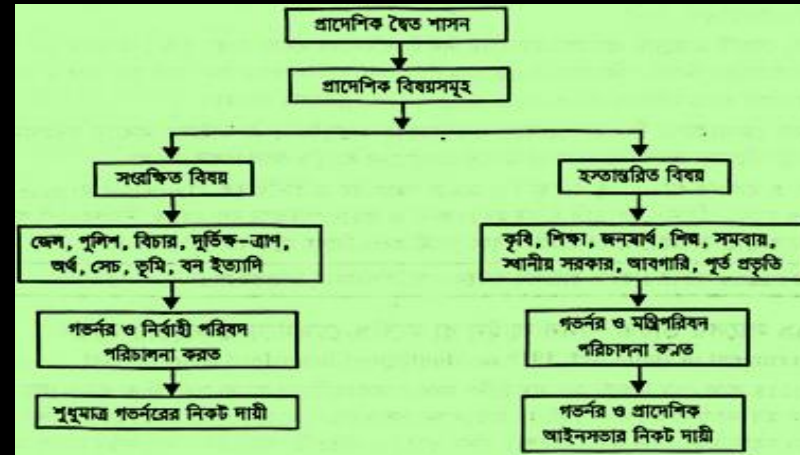 প্রাদেশিক দ্বৈত শাসন
প্রাদেশিক বিষয়সমূহ
সংরক্ষিত বিষয়
হস্তান্তরিত বিষয়
জেল, পুলিশ, বিচার, দুর্ভিক্ষ-ত্রাণ,
অর্থ, সেচ, ভূমি, বন ইত্যাদি
কৃষি, শিক্ষা, জনস্বার্থ, শিল্প, সমবায়,
স্থানীয় সরকার, আবগারি, পূর্ত প্রভৃতি
গভর্নর ও নির্বাহী পরিষদ
পরিচালনা করত
গভর্নর ও মন্ত্রিপরিষদ
পরিচালনা করত
শুধুমাত্র গভর্নরের নিকট দায়ী
গভর্নর ও প্রাদেশিক
আইনসভার নিকট দায়ী